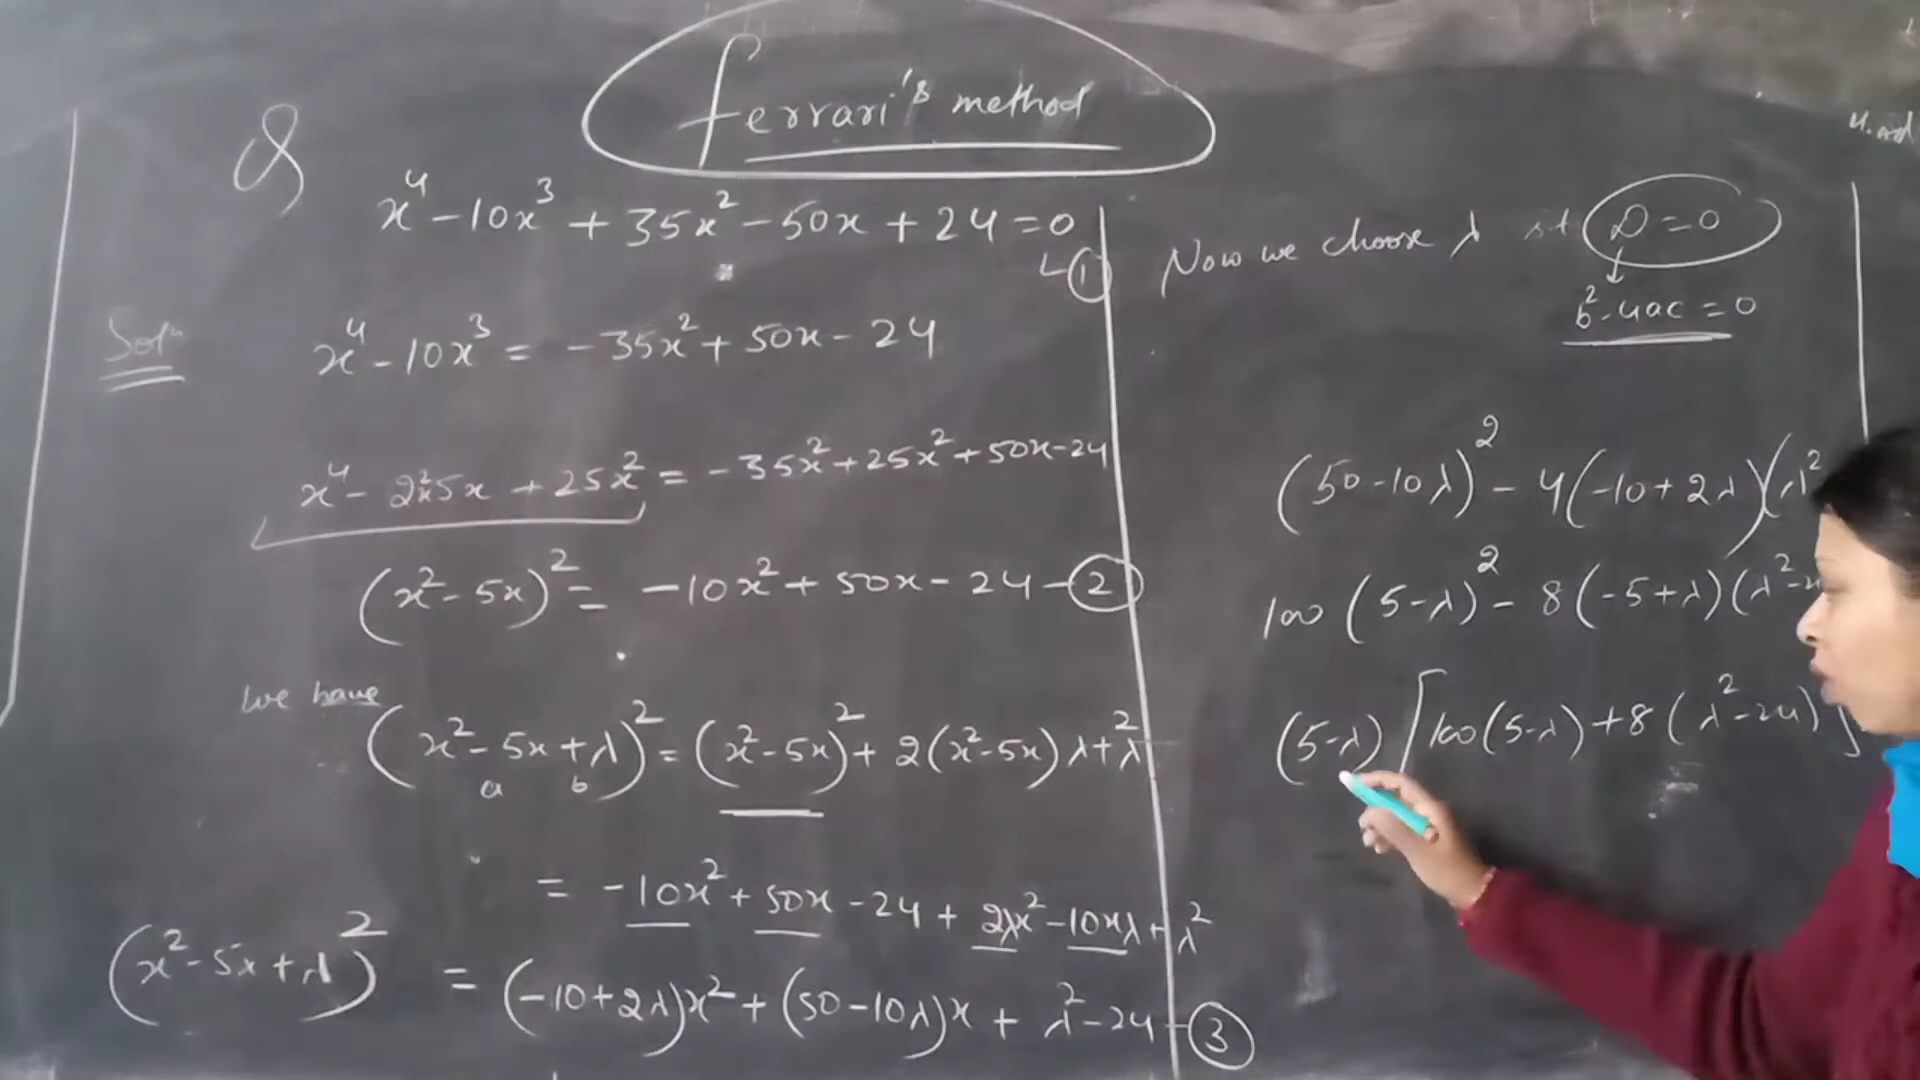 Ferrari's method
Q
x⁴ - 10x³ + 35x² - 50x + 24 = 0
①
Solⁿ
x⁴ - 10x³ = - 35x² + 50x - 24
x⁴ - 2x²5x + 25x² = - 35x² + 25x² + 50x - 24
(x² - 5x)² = - 10x² + 50x - 24 - ②
We have
(x² - 5x + λ)² = (x² - 5x)² + 2(x² - 5x)λ + λ²
a b
= - 10x² + 50x - 24 + 2λx² - 10xλ + λ²
(x² - 5x + λ)² = (-10 + 2λ)x² + (50 - 10λ)x + λ² - 24 - ③
Now we choose λ s.t D = 0
↓
b² - 4ac = 0
(50 - 10λ)² - 4(-10 + 2λ)(λ²
100 (5 - λ)² - 8(-5 + λ)(λ² -
(5 - λ) [100(5 - λ) + 8(λ² - 24)]